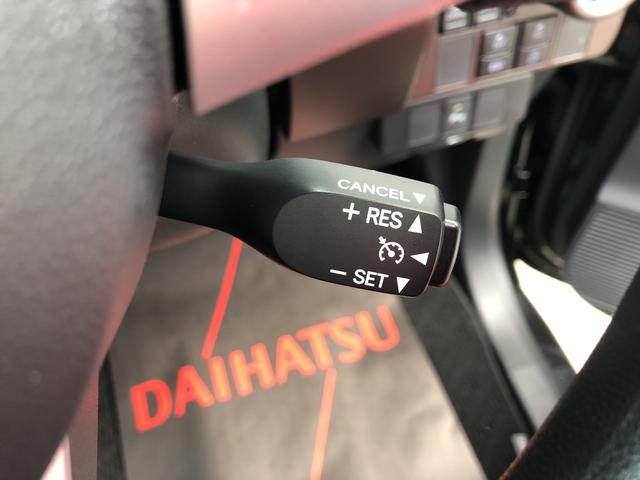 CANCEL▼
+ RES ▲
◀
− SET ▼
DAIHATSU